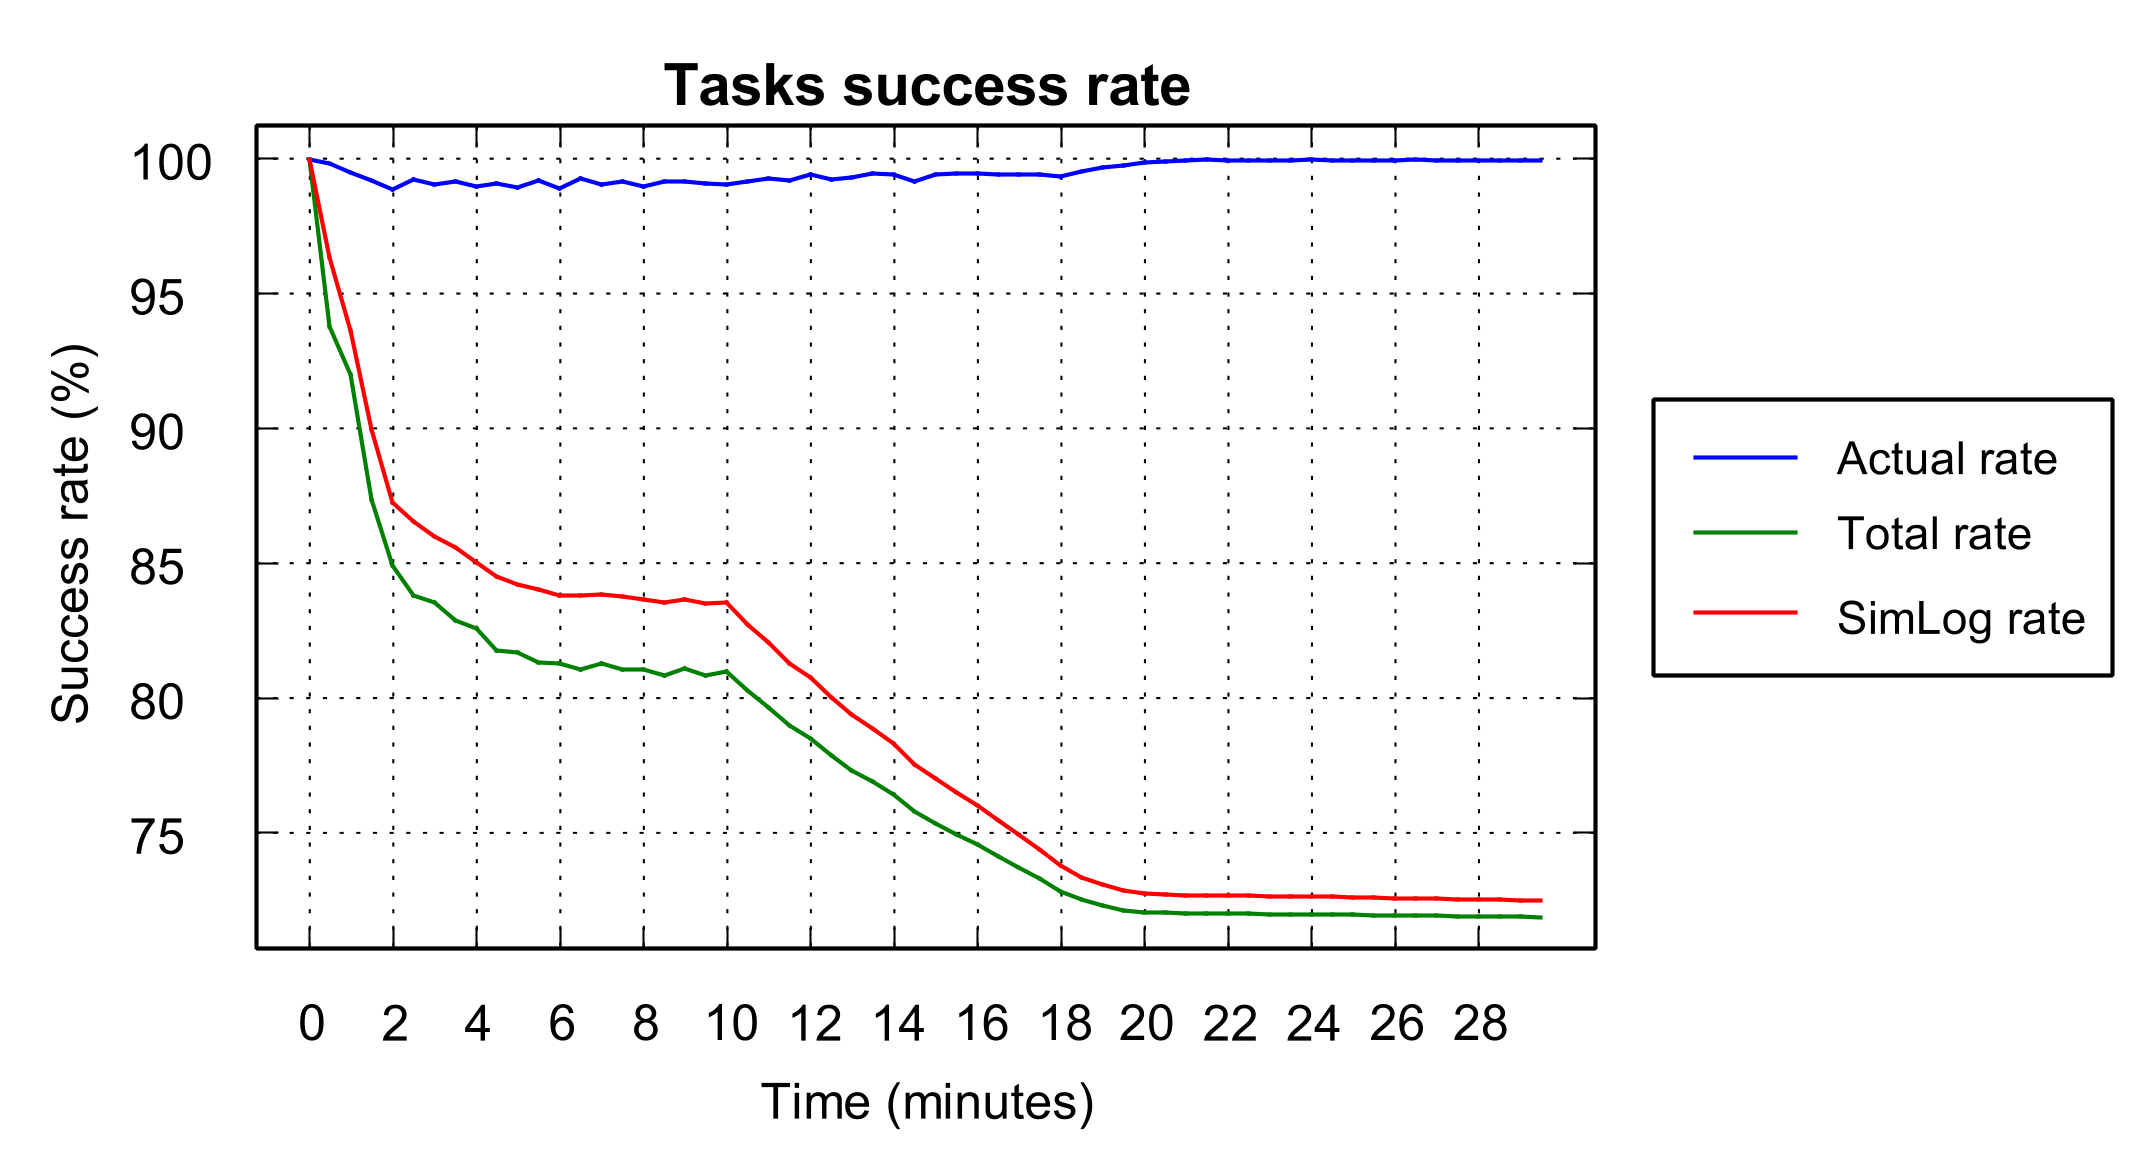 Tasks success rate
100
95
90
85
80
75
Success rate (%)
0 2 4 6 8 10 12 14 16 18 20 22 24 26 28
Time (minutes)
Actual rate
Total rate
SimLog rate